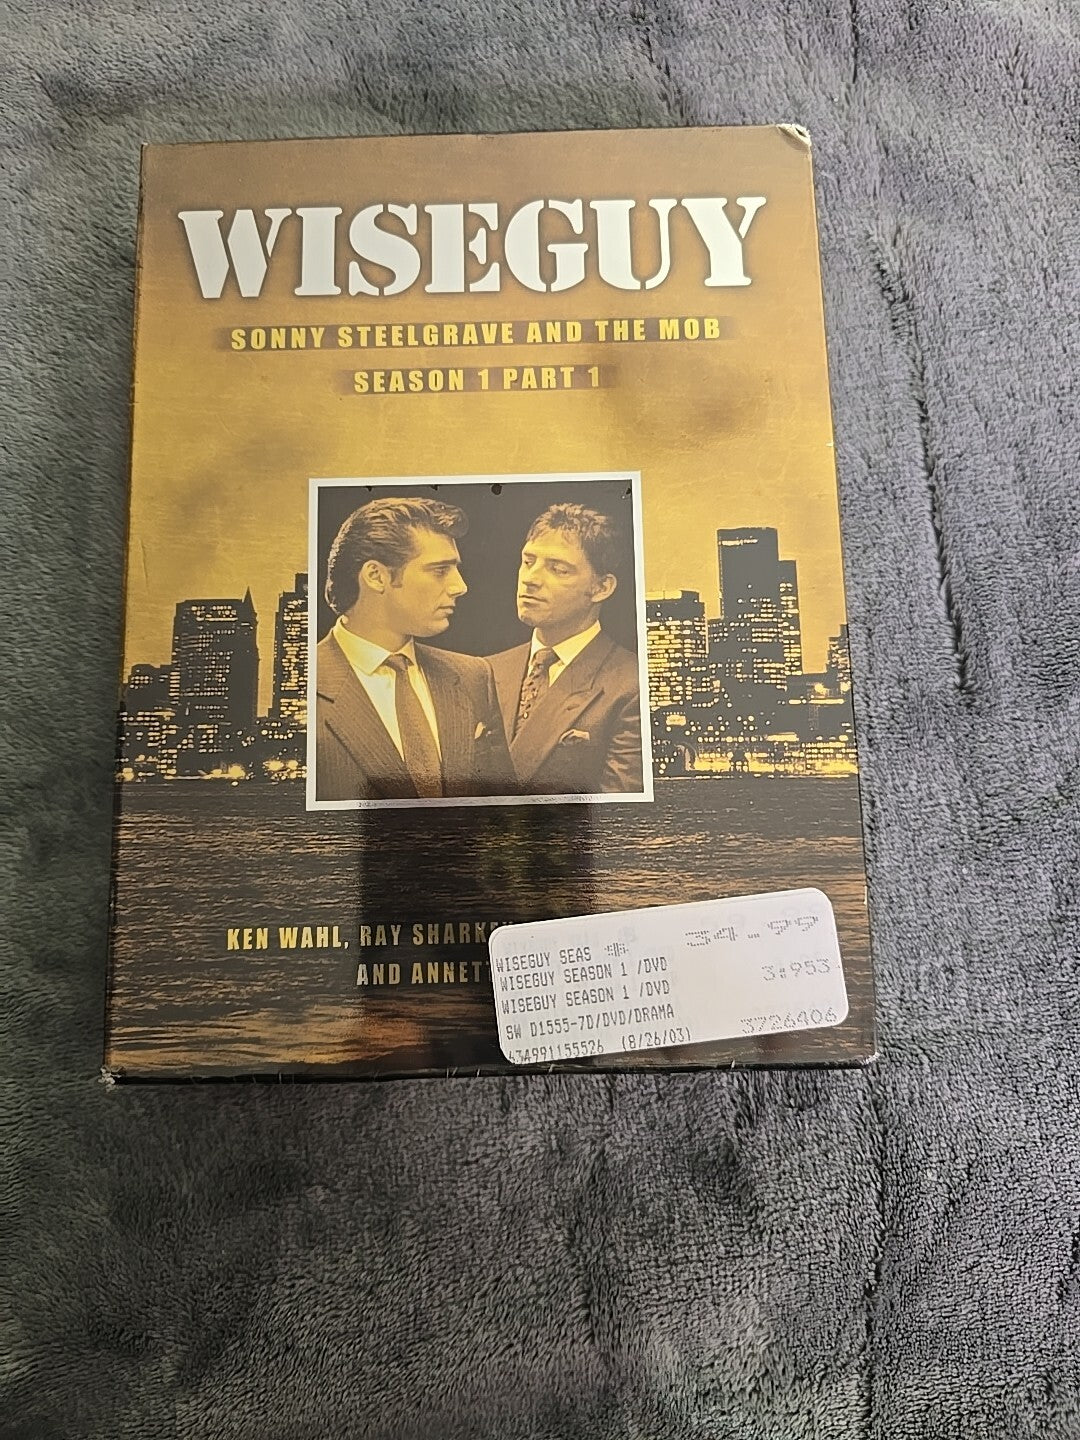 WISEGUY
SONNY STEELGRAVE AND THE MOB
SEASON 1 PART 1
KEN WAHL, RAY SHARK
AND ANNET
WISEGUY SEAS 34.99
WISEGUY SEASON 1 /DVD 3:953
WISEGUY SEASON 1 /DVD
SW D1555-7D/DVD/DRAMA 3726406
634991155526 (8/26/03)